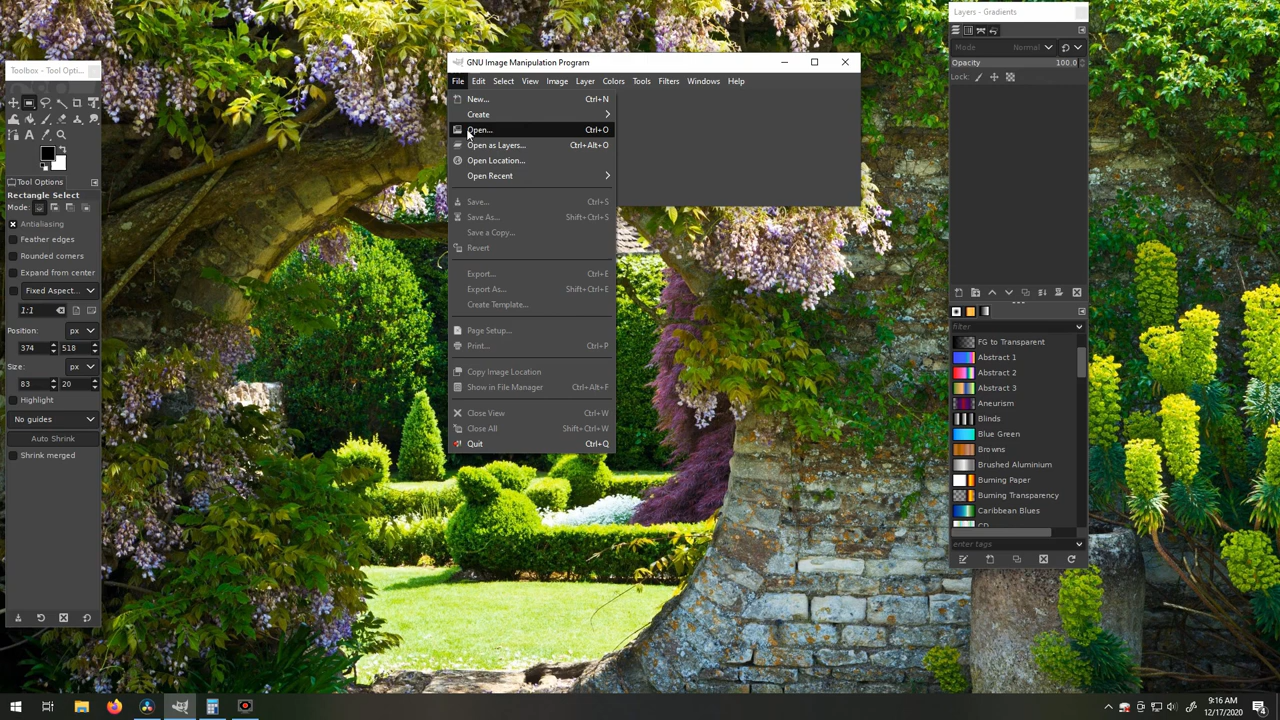 Layers - Gradients
GNU Image Manipulation Program
Toolbox - Tool Opti...
File Edit Select View Image Layer Colors Tools Filters Windows Help
Mode Normal
Opacity 100.0
Lock:
New... Ctrl+N
Create
Open... Ctrl+O
Open as Layers... Ctrl+Alt+O
Open Location...
Open Recent
Save... Ctrl+S
Save As... Shift+Ctrl+S
Save a Copy...
Revert
Export... Ctrl+E
Export As... Shift+Ctrl+E
Create Template...
Page Setup...
Print... Ctrl+P
Copy Image Location
Show in File Manager Ctrl+Alt+F
Close View Ctrl+W
Close All Shift+Ctrl+W
Quit Ctrl+Q
Tool Options
Rectangle Select
Mode:
Antialiasing
Feather edges
Rounded corners
Expand from center
Fixed Aspect...
1:1
Position: px
374 518
Size: px
83 20
Highlight
No guides
Auto Shrink
Shrink merged
filter
FG to Transparent
Abstract 1
Abstract 2
Abstract 3
Aneurism
Blinds
Blue Green
Browns
Brushed Aluminium
Burning Paper
Burning Transparency
Caribbean Blues
CD
enter tags
9:16 AM
12/17/2020
4